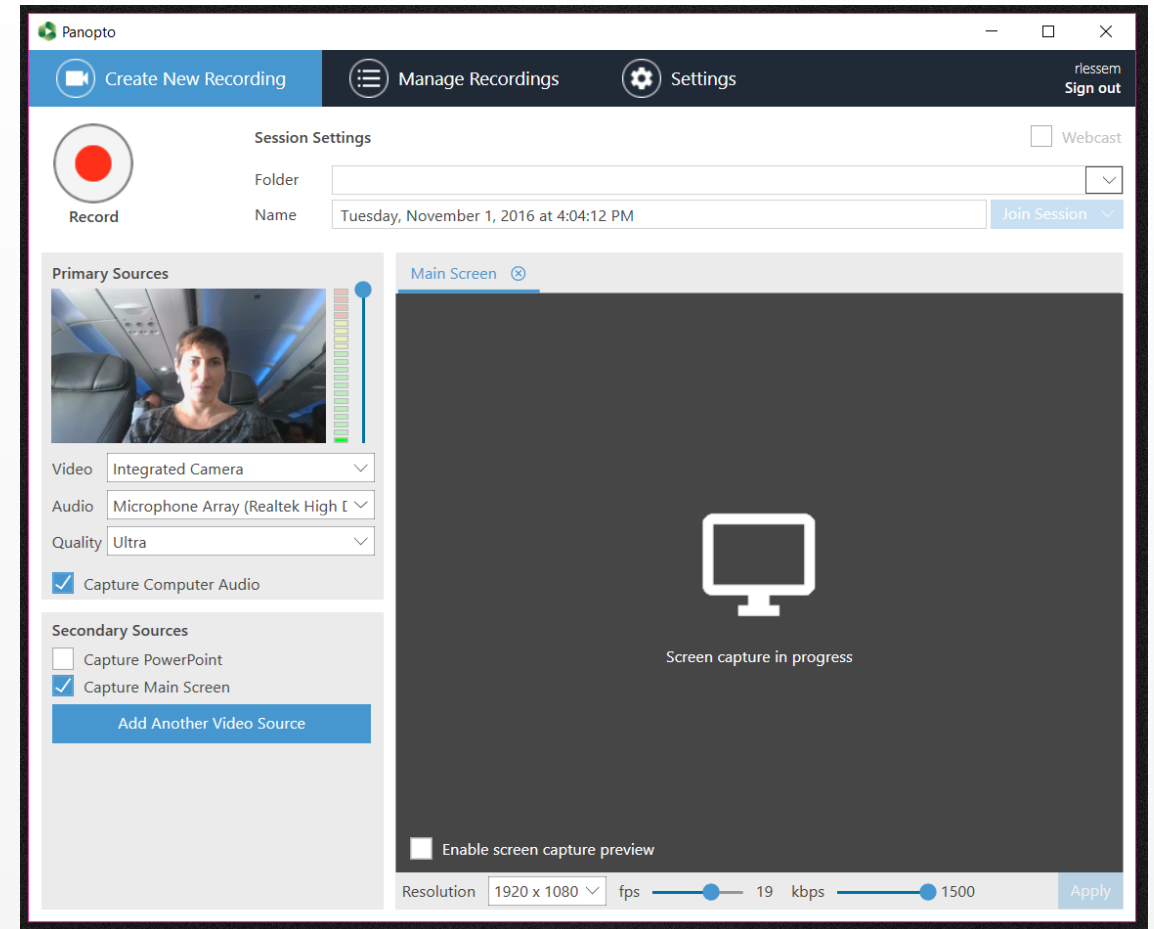 Panopto
Create New Recording
Manage Recordings
Settings
rlessem
Sign out
Record
Session Settings
Webcast
Folder
Name
Tuesday, November 1, 2016 at 4:04:12 PM
Join Session
Primary Sources
Video
Integrated Camera
Audio
Microphone Array (Realtek High D
Quality
Ultra
Capture Computer Audio
Secondary Sources
Capture PowerPoint
Capture Main Screen
Add Another Video Source
Main Screen
Screen capture in progress
Enable screen capture preview
Resolution
1920 x 1080
fps
19
kbps
1500
Apply